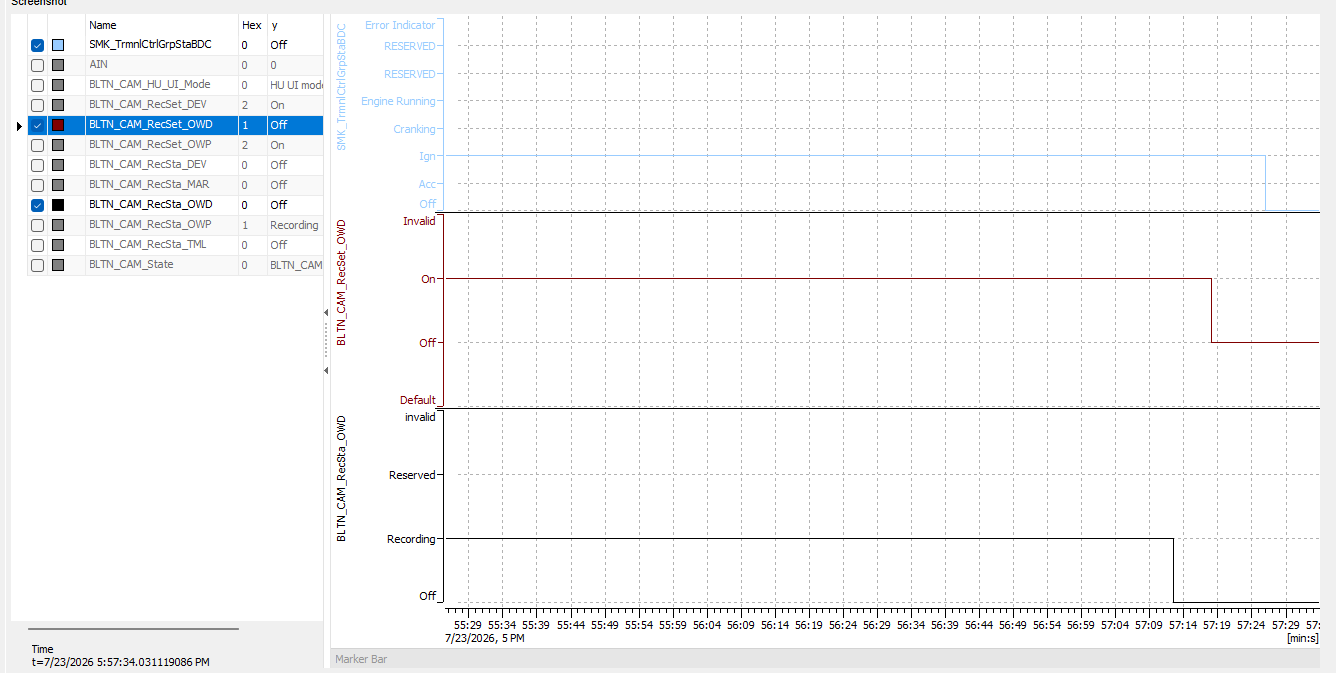 Screenshot
Name Hex y
SMK_TrmnlCtrlGrpStaBDC 0 Off
AIN 0 0
BLTN_CAM_HU_UI_Mode 0 HU UI mode
BLTN_CAM_RecSet_DEV 2 On
BLTN_CAM_RecSet_OWD 1 Off
BLTN_CAM_RecSet_OWP 2 On
BLTN_CAM_RecSta_DEV 0 Off
BLTN_CAM_RecSta_MAR 0 Off
BLTN_CAM_RecSta_OWD 0 Off
BLTN_CAM_RecSta_OWP 1 Recording
BLTN_CAM_RecSta_TML 0 Off
BLTN_CAM_State 0 BLTN_CAM
Time
t=7/23/2026 5:57:34.031119086 PM
SMK_TrmnlCtrlGrpStaBDC
Error Indicator
RESERVED
RESERVED
Engine Running
Cranking
Ign
Acc
Off
BLTN_CAM_RecSet_OWD
Invalid
On
Off
Default
BLTN_CAM_RecSta_OWD
invalid
Reserved
Recording
Off
55:29 55:34 55:39 55:44 55:49 55:54 55:59 56:04 56:09 56:14 56:19 56:24 56:29 56:34 56:39 56:44 56:49 56:54 56:59 57:04 57:09 57:14 57:19 57:24 57:29 57:
7/23/2026, 5 PM [min:s]
Marker Bar